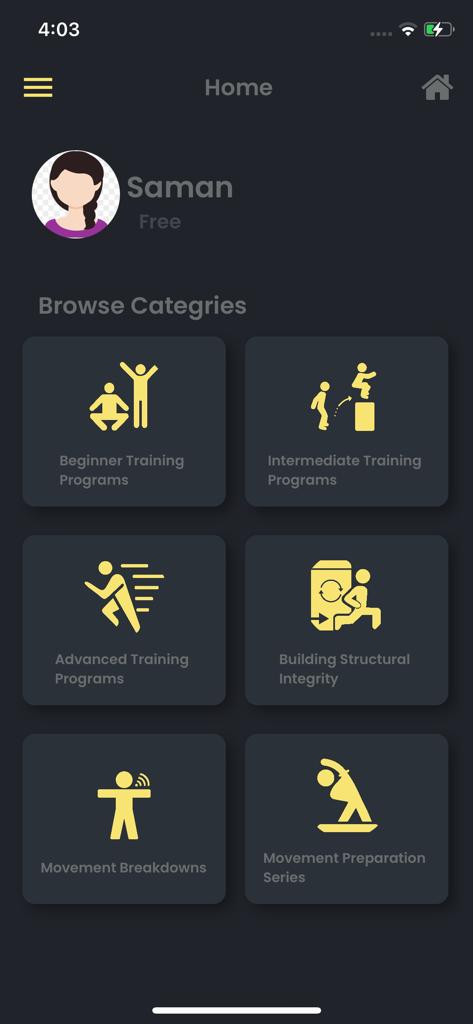 4:03
Home
Saman
Free
Browse Categries
Beginner Training
Programs
Intermediate Training
Programs
Advanced Training
Programs
Building Structural
Integrity
Movement Breakdowns
Movement Preparation
Series